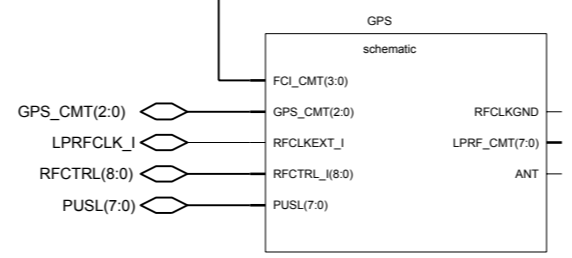 GPS
schematic
FCI_CMT(3:0)
GPS_CMT(2:0) GPS_CMT(2:0) RFCLKGND
LPRFCLK_I RFCLKEXT_I LPRF_CMT(7:0)
RFCTRL(8:0) RFCTRL_I(8:0) ANT
PUSL(7:0) PUSL(7:0)